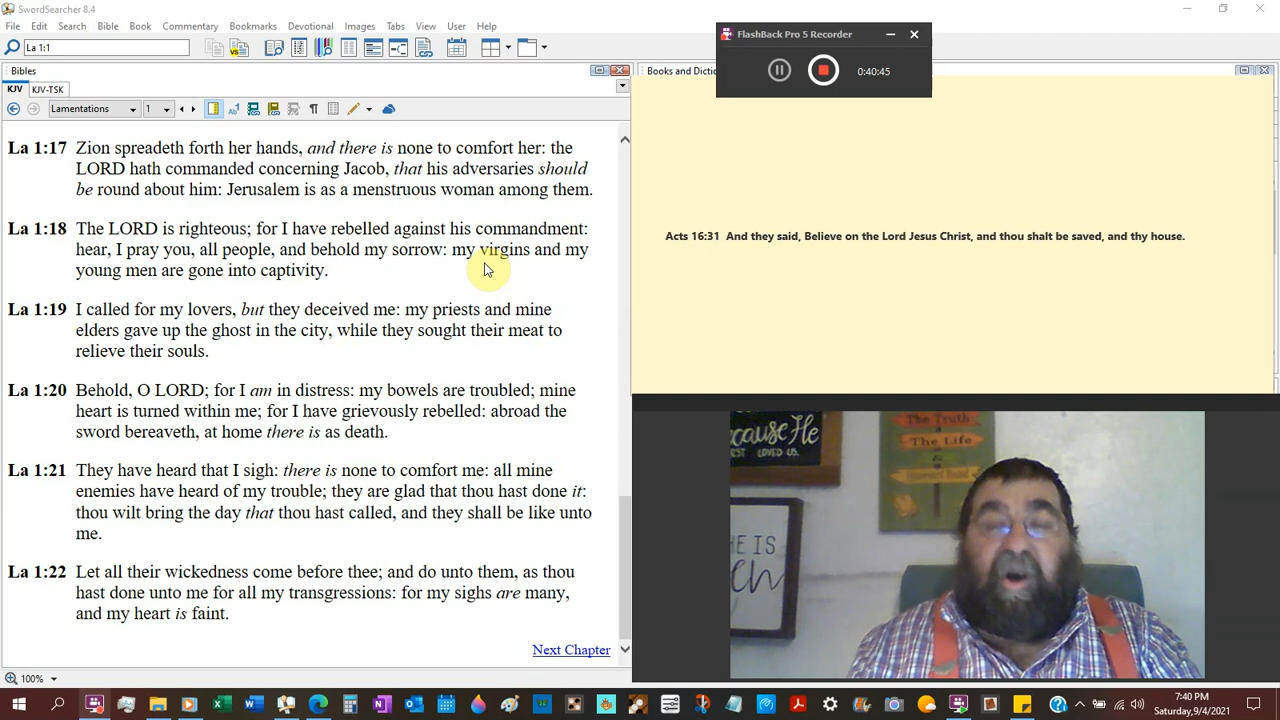 SwordSearcher 8.4
File Edit Search Bible Book Commentary Bookmarks Devotional Images Tabs View User Help
La 1:1
FlashBack Pro 5 Recorder
0:40:45
Bibles
KJV KJV-TSK
Lamentations 1
La 1:17 Zion spreadeth forth her hands, and there is none to comfort her: the
LORD hath commanded concerning Jacob, that his adversaries should
be round about him: Jerusalem is as a menstruous woman among them.
La 1:18 The LORD is righteous; for I have rebelled against his commandment:
hear, I pray you, all people, and behold my sorrow: my virgins and my
young men are gone into captivity.
La 1:19 I called for my lovers, but they deceived me: my priests and mine
elders gave up the ghost in the city, while they sought their meat to
relieve their souls.
La 1:20 Behold, O LORD; for I am in distress: my bowels are troubled; mine
heart is turned within me; for I have grievously rebelled: abroad the
sword bereaveth, at home there is as death.
La 1:21 They have heard that I sigh: there is none to comfort me: all mine
enemies have heard of my trouble; they are glad that thou hast done it:
thou wilt bring the day that thou hast called, and they shall be like unto
me.
La 1:22 Let all their wickedness come before thee; and do unto them, as thou
hast done unto me for all my transgressions: for my sighs are many,
and my heart is faint.
Next Chapter
100%
Books and Dicti
Acts 16:31 And they said, Believe on the Lord Jesus Christ, and thou shalt be saved, and thy house.
cause He
LOVED US.
The Truth
The Life
HE IS
7:40 PM
Saturday,9/4/2021